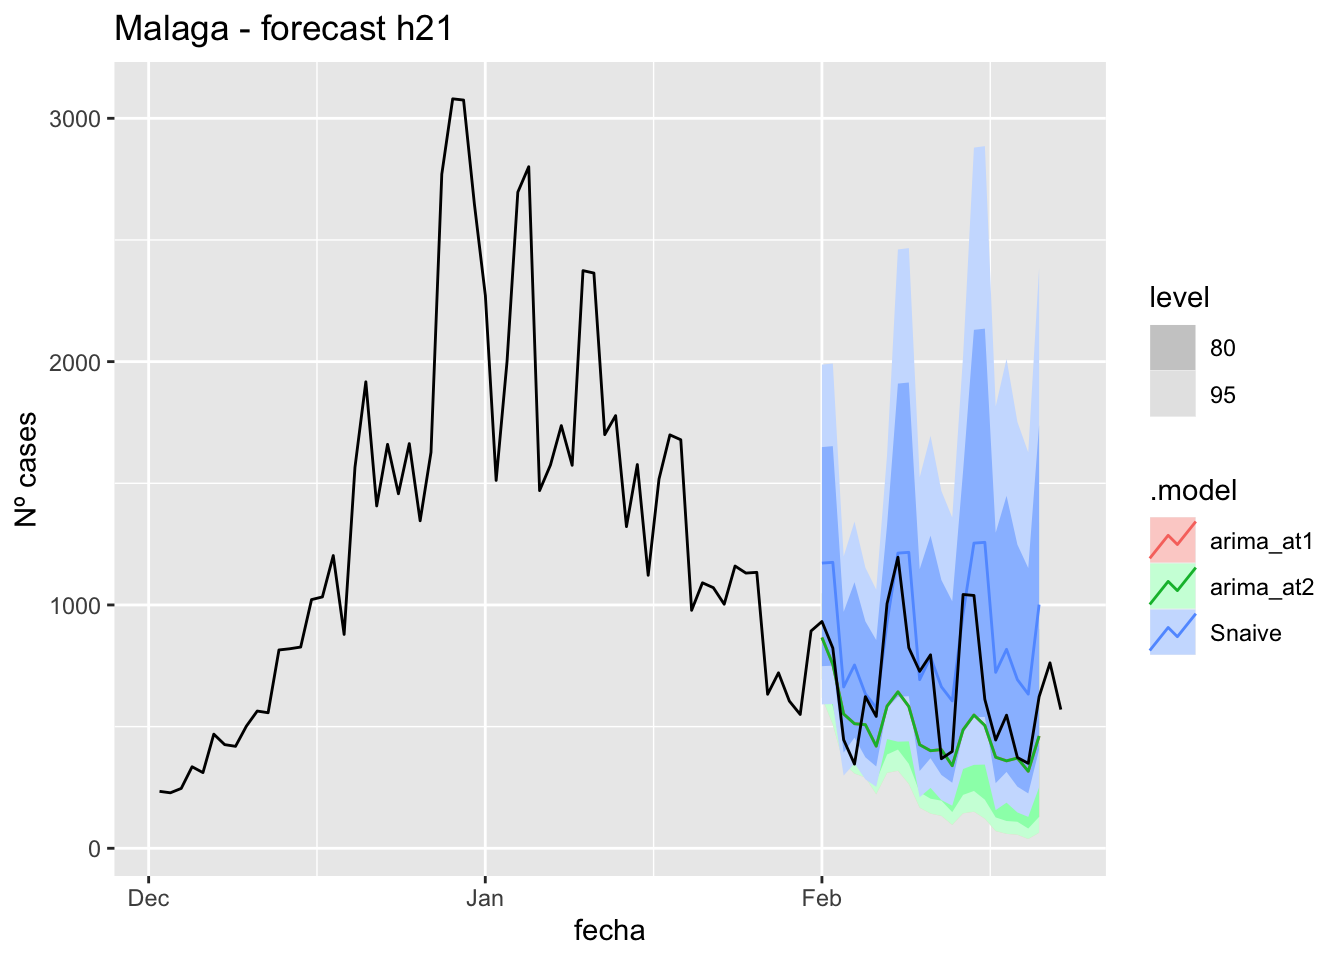 Malaga - forecast h21
3000
2000
1000
0
Nº cases
Dec
Jan
Feb
fecha
level
80
95
.model
arima_at1
arima_at2
Snaive